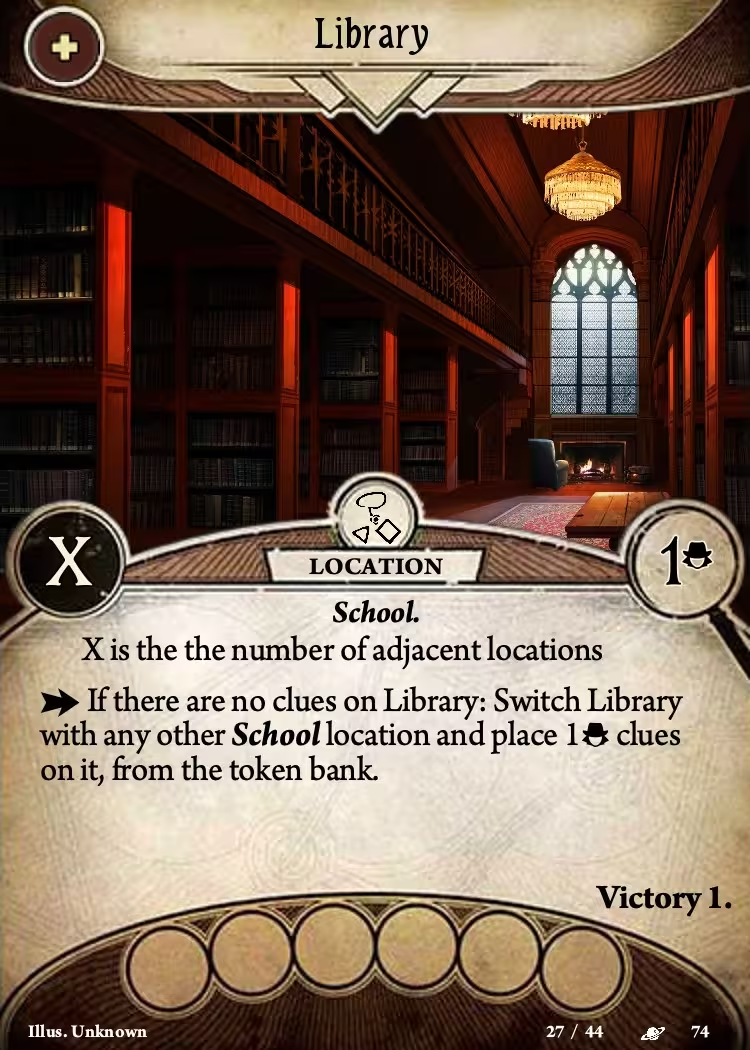 Library
X
1
LOCATION
School.
X is the the number of adjacent locations
If there are no clues on Library: Switch Library
with any other School location and place 1 clues
on it, from the token bank.
Victory 1.
Illus. Unknown
27 / 44
74